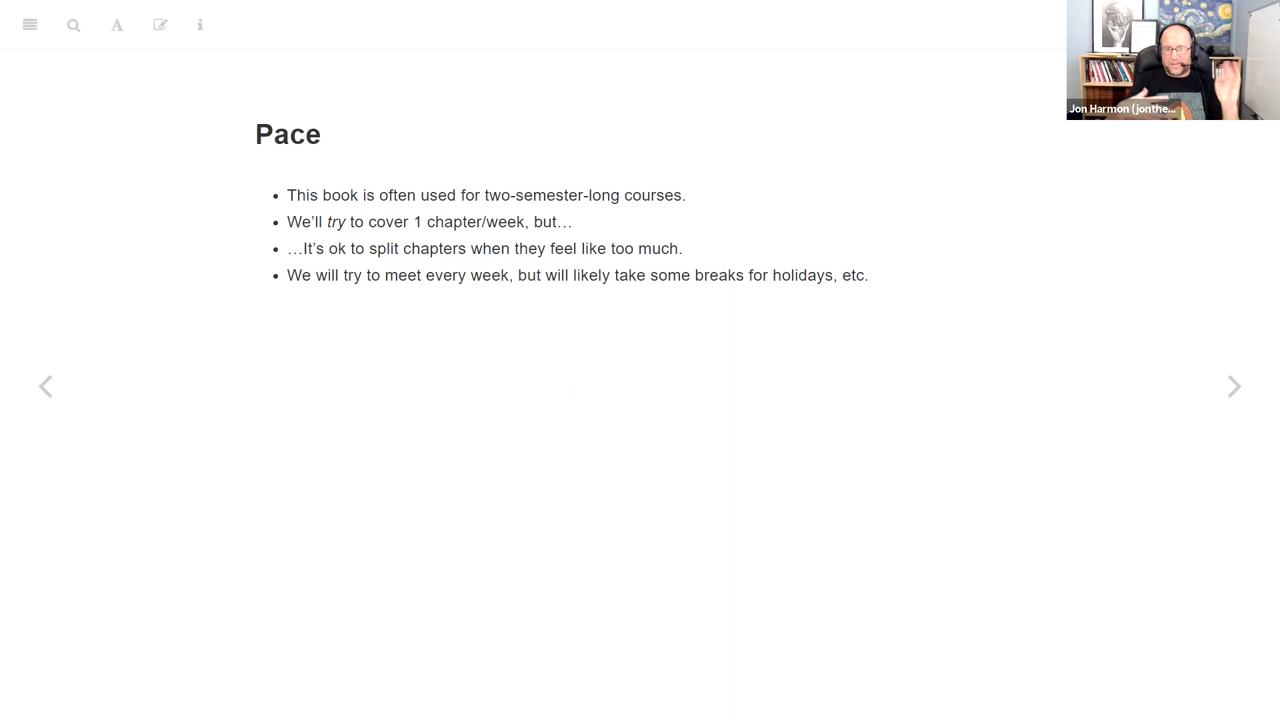 Jon Harmon (jonthe...
Pace
This book is often used for two-semester-long courses.
We’ll try to cover 1 chapter/week, but…
…It’s ok to split chapters when they feel like too much.
We will try to meet every week, but will likely take some breaks for holidays, etc.